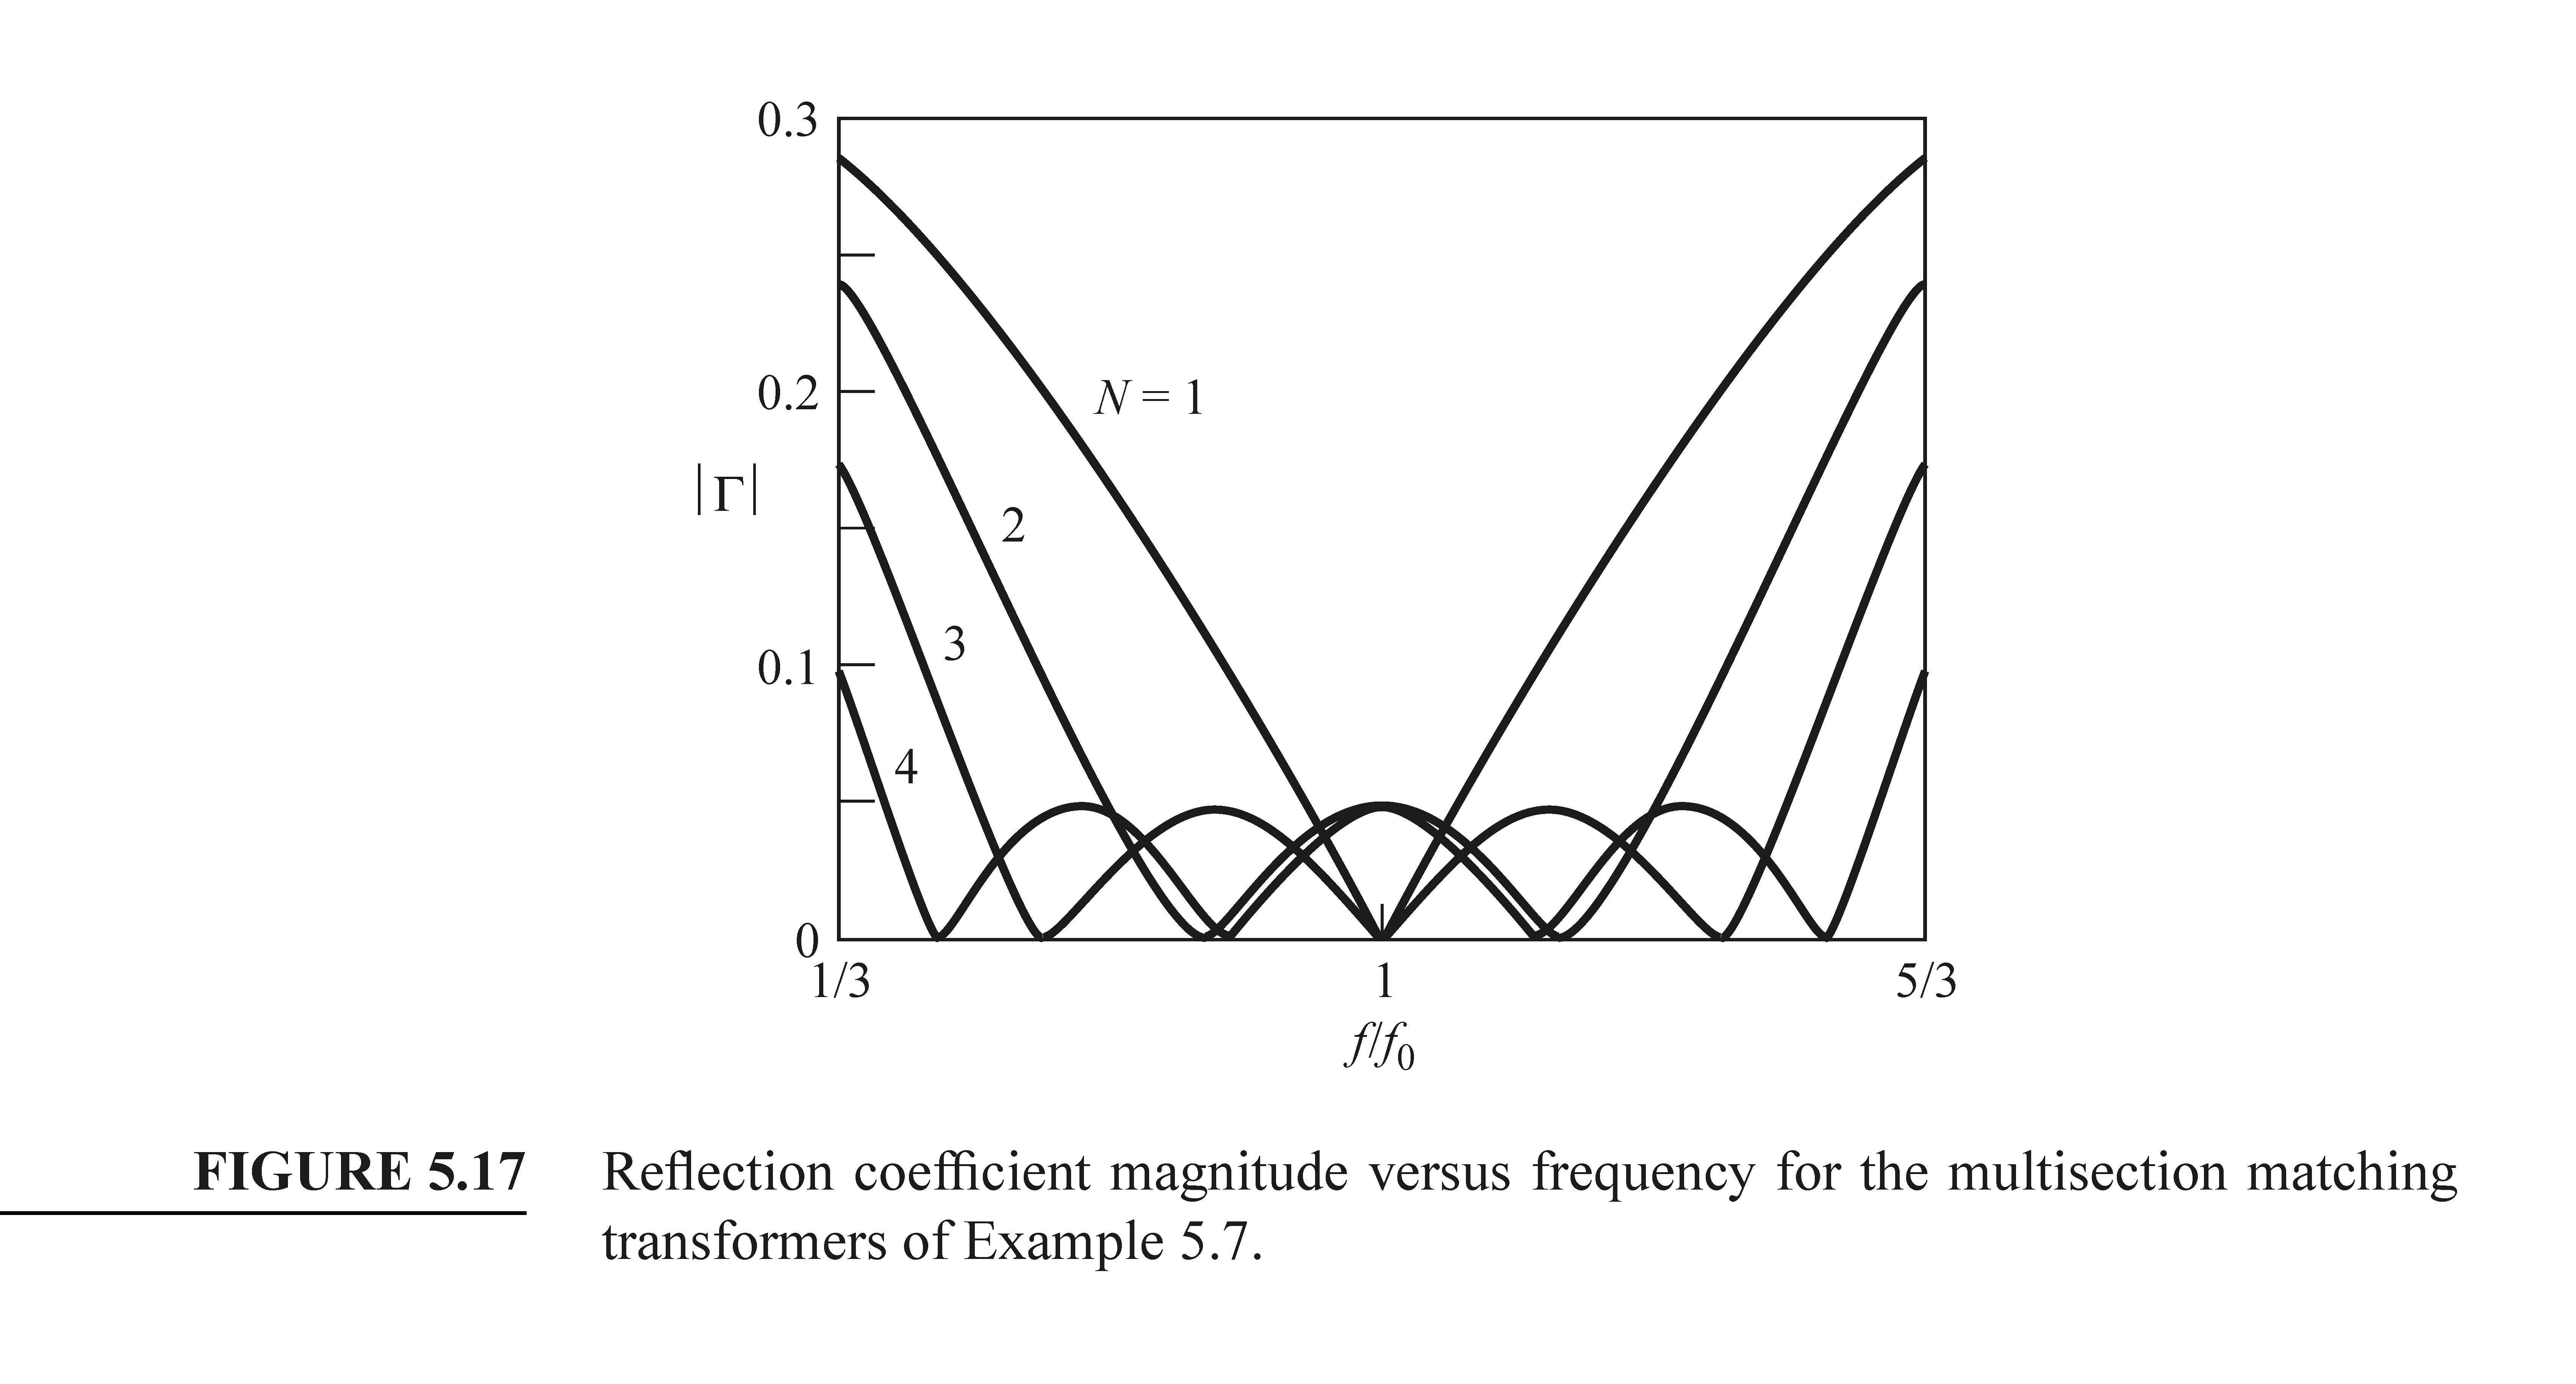 0.3
0.2
N = 1
2
|Γ|
3
0.1
4
0
1/3 1 5/3
f/f₀
FIGURE 5.17 Reflection coefficient magnitude versus frequency for the multisection matching
transformers of Example 5.7.